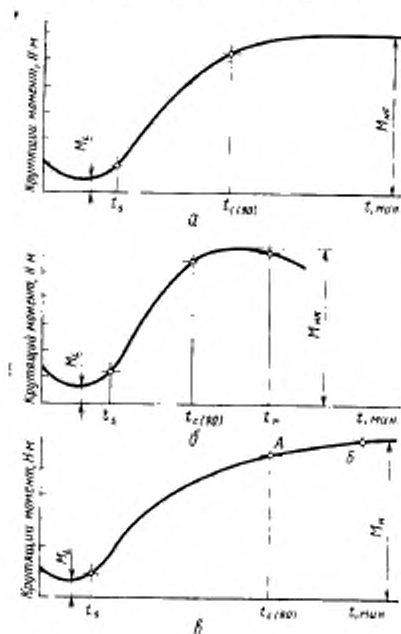 Крутящий момент, Н·м
M_L
M_HF
t_s
t_c(90)
t, мин
а
Крутящий момент, Н·м
M_L
M_HR
t_s
t_c(90)
t_R
t, мин
б
Крутящий момент, Н·м
M_L
А
Б
M_H
t_s
t_c(90)
t, мин
в